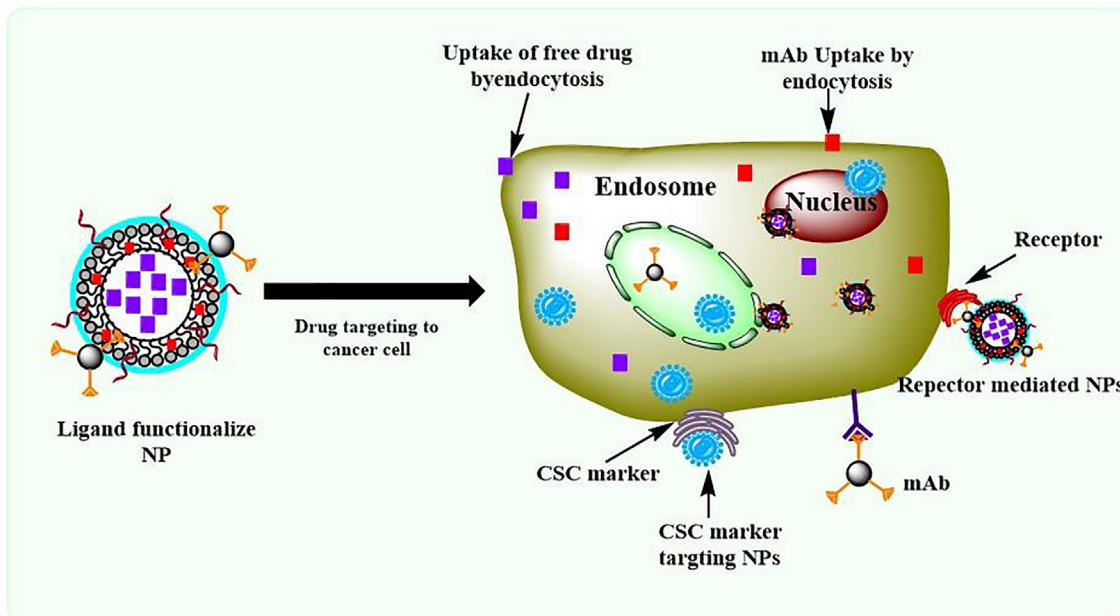 Uptake of free drug
byendocytosis
mAb Uptake by
endocytosis
Endosome
Nucleus
Receptor
Drug targeting to
cancer cell
Repector mediated NPs
Ligand functionalize
NP
CSC marker
mAb
CSC marker
targting NPs